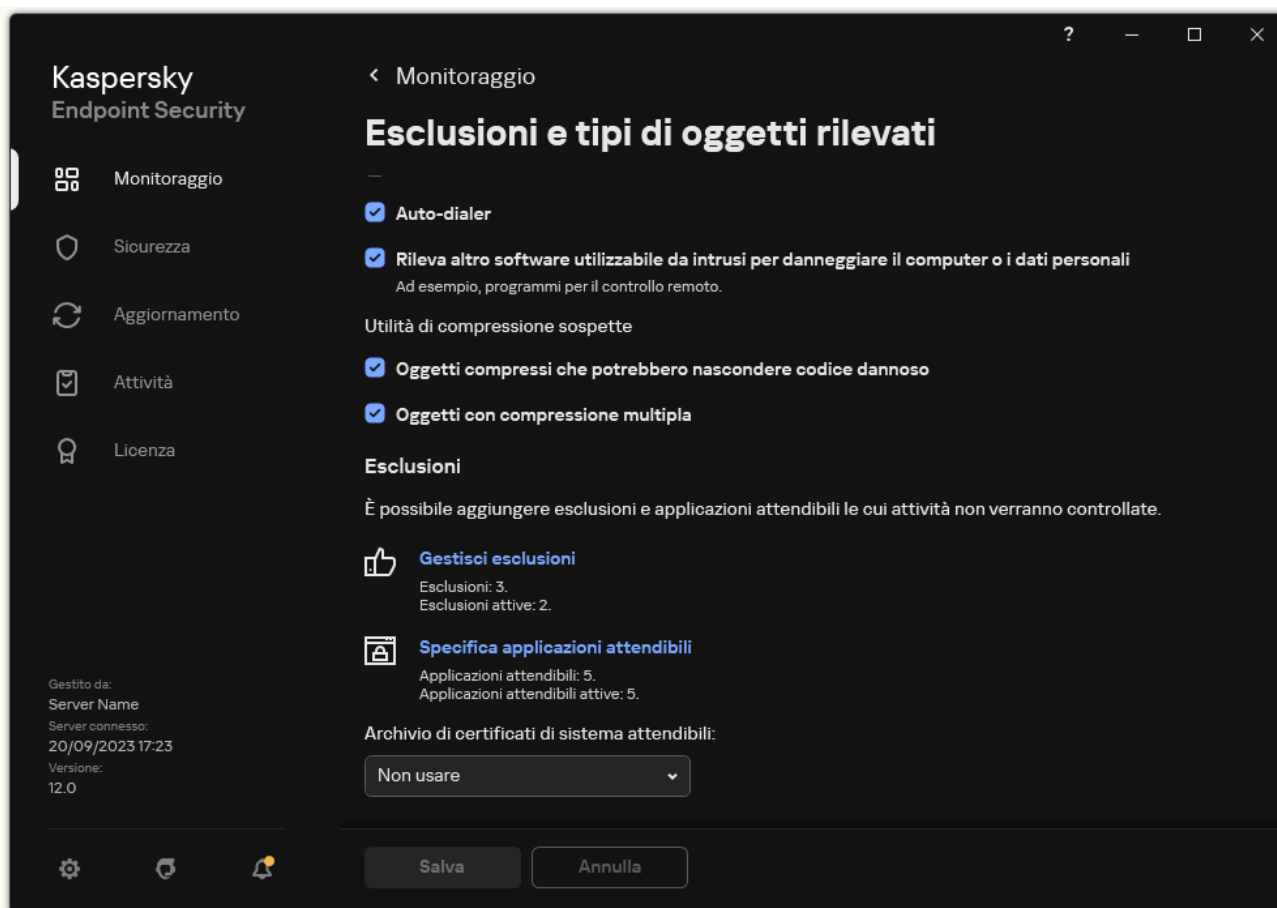 ?
Kaspersky
Endpoint Security
Monitoraggio
Sicurezza
Aggiornamento
Attività
Licenza
Gestito da:
Server Name
Server connesso:
20/09/2023 17:23
Versione:
12.0
Monitoraggio
Esclusioni e tipi di oggetti rilevati
Auto-dialer
Rileva altro software utilizzabile da intrusi per danneggiare il computer o i dati personali
Ad esempio, programmi per il controllo remoto.
Utilità di compressione sospette
Oggetti compressi che potrebbero nascondere codice dannoso
Oggetti con compressione multipla
Esclusioni
È possibile aggiungere esclusioni e applicazioni attendibili le cui attività non verranno controllate.
Gestisci esclusioni
Esclusioni: 3.
Esclusioni attive: 2.
Specifica applicazioni attendibili
Applicazioni attendibili: 5.
Applicazioni attendibili attive: 5.
Archivio di certificati di sistema attendibili:
Non usare
Salva
Annulla